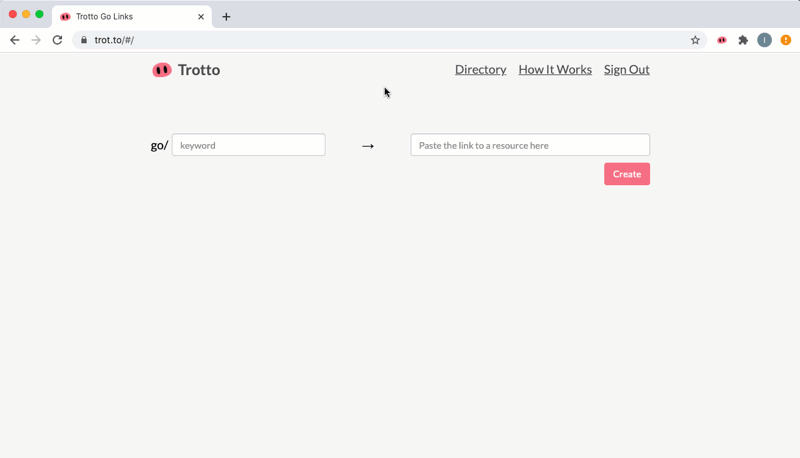 Trotto Go Links
trot.to/#/
I
Trotto
Directory How It Works Sign Out
go/ keyword → Paste the link to a resource here
Create